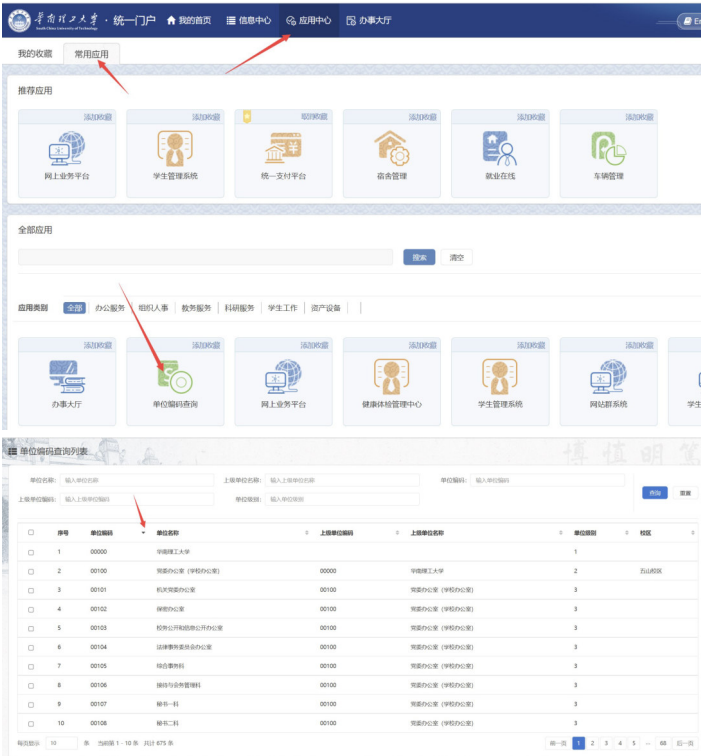 华南理工大学 · 统一门户 我的首页 信息中心 应用中心 办事大厅
South China University of Technology
我的收藏 常用应用
推荐应用
添加收藏 添加收藏 取消收藏 添加收藏 添加收藏 添加收藏
网上业务平台 学生管理系统 统一支付平台 宿舍管理 就业在线 车辆管理
全部应用
搜索 清空
应用类别 全部 办公服务 组织人事 教务服务 科研服务 学生工作 资产设备
添加收藏 添加收藏 添加收藏 添加收藏 添加收藏 添加收藏
办事大厅 单位编码查询 网上业务平台 健康体检管理中心 学生管理系统 网站群系统 学生
单位编码查询列表 博 慎 明 笃
单位名称: 输入单位名称 上级单位名称: 输入上级单位名称 单位编码: 输入单位编码
上级单位编码: 输入上级单位编码 单位级别: 输入单位级别 查询 重置
序号 单位编码 单位名称 上级单位编码 上级单位名称 单位级别 校区
1 00000 华南理工大学 1
2 00100 党委办公室 (学校办公室) 00000 华南理工大学 2 五山校区
3 00101 机关党委办公室 00100 党委办公室 (学校办公室) 3
4 00102 保密办公室 00100 党委办公室 (学校办公室) 3
5 00103 校务公开和信息公开办公室 00100 党委办公室 (学校办公室) 3
6 00104 法律事务委员会办公室 00100 党委办公室 (学校办公室) 3
7 00105 综合事务科 00100 党委办公室 (学校办公室) 3
8 00106 接待与会务管理科 00100 党委办公室 (学校办公室) 3
9 00107 秘书一科 00100 党委办公室 (学校办公室) 3
10 00108 秘书二科 00100 党委办公室 (学校办公室) 3
每页显示 10 条 当前第 1 - 10 条 共计 675 条 前一页 1 2 3 4 5 … 68 后一页